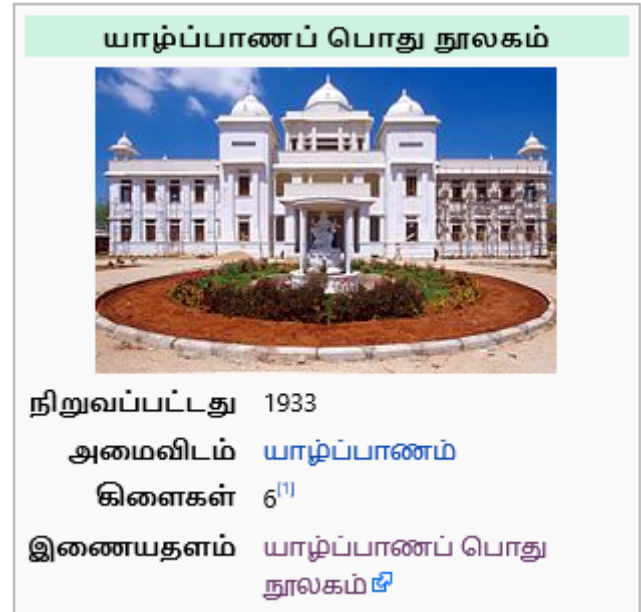 யாழ்ப்பாணப் பொது நூலகம்
நிறுவப்பட்டது 1933
அமைவிடம் யாழ்ப்பாணம்
கிளைகள் 6[1]
இணையதளம் யாழ்ப்பாணப் பொது
நூலகம்